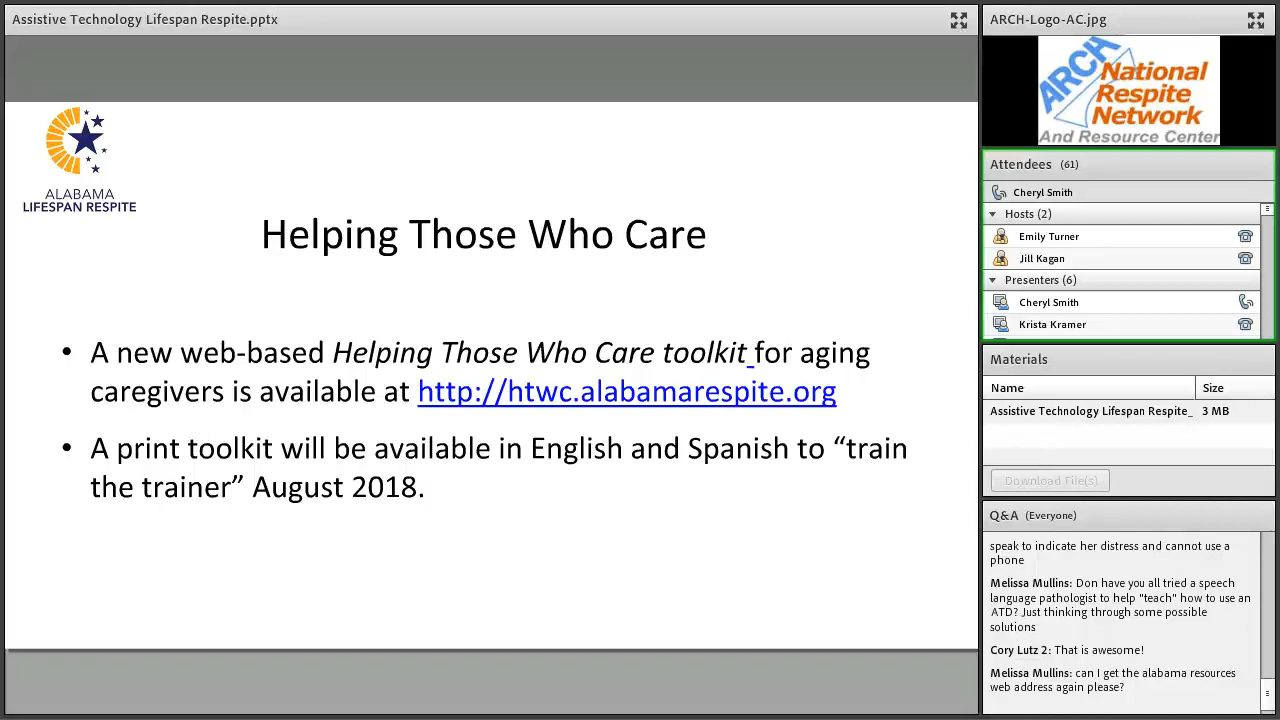 Assistive Technology Lifespan Respite.pptx
ALABAMA
LIFESPAN RESPITE
Helping Those Who Care
• A new web-based Helping Those Who Care toolkit for aging
caregivers is available at http://htwc.alabamarespite.org
• A print toolkit will be available in English and Spanish to “train
the trainer” August 2018.
ARCH-Logo-AC.jpg
ARCH
National
Respite
Network
And Resource Center
Attendees (61)
Cheryl Smith
Hosts (2)
Emily Turner
Jill Kagan
Presenters (6)
Cheryl Smith
Krista Kramer
Materials
Name Size
Assistive Technology Lifespan Respite_ 3 MB
Download File(s)
Q&A (Everyone)
speak to indicate her distress and cannot use a
phone
Melissa Mullins: Don have you all tried a speech
language pathologist to help "teach" how to use an
ATD? Just thinking through some possible
solutions
Cory Lutz 2: That is awesome!
Melissa Mullins: can I get the alabama resources
web address again please?